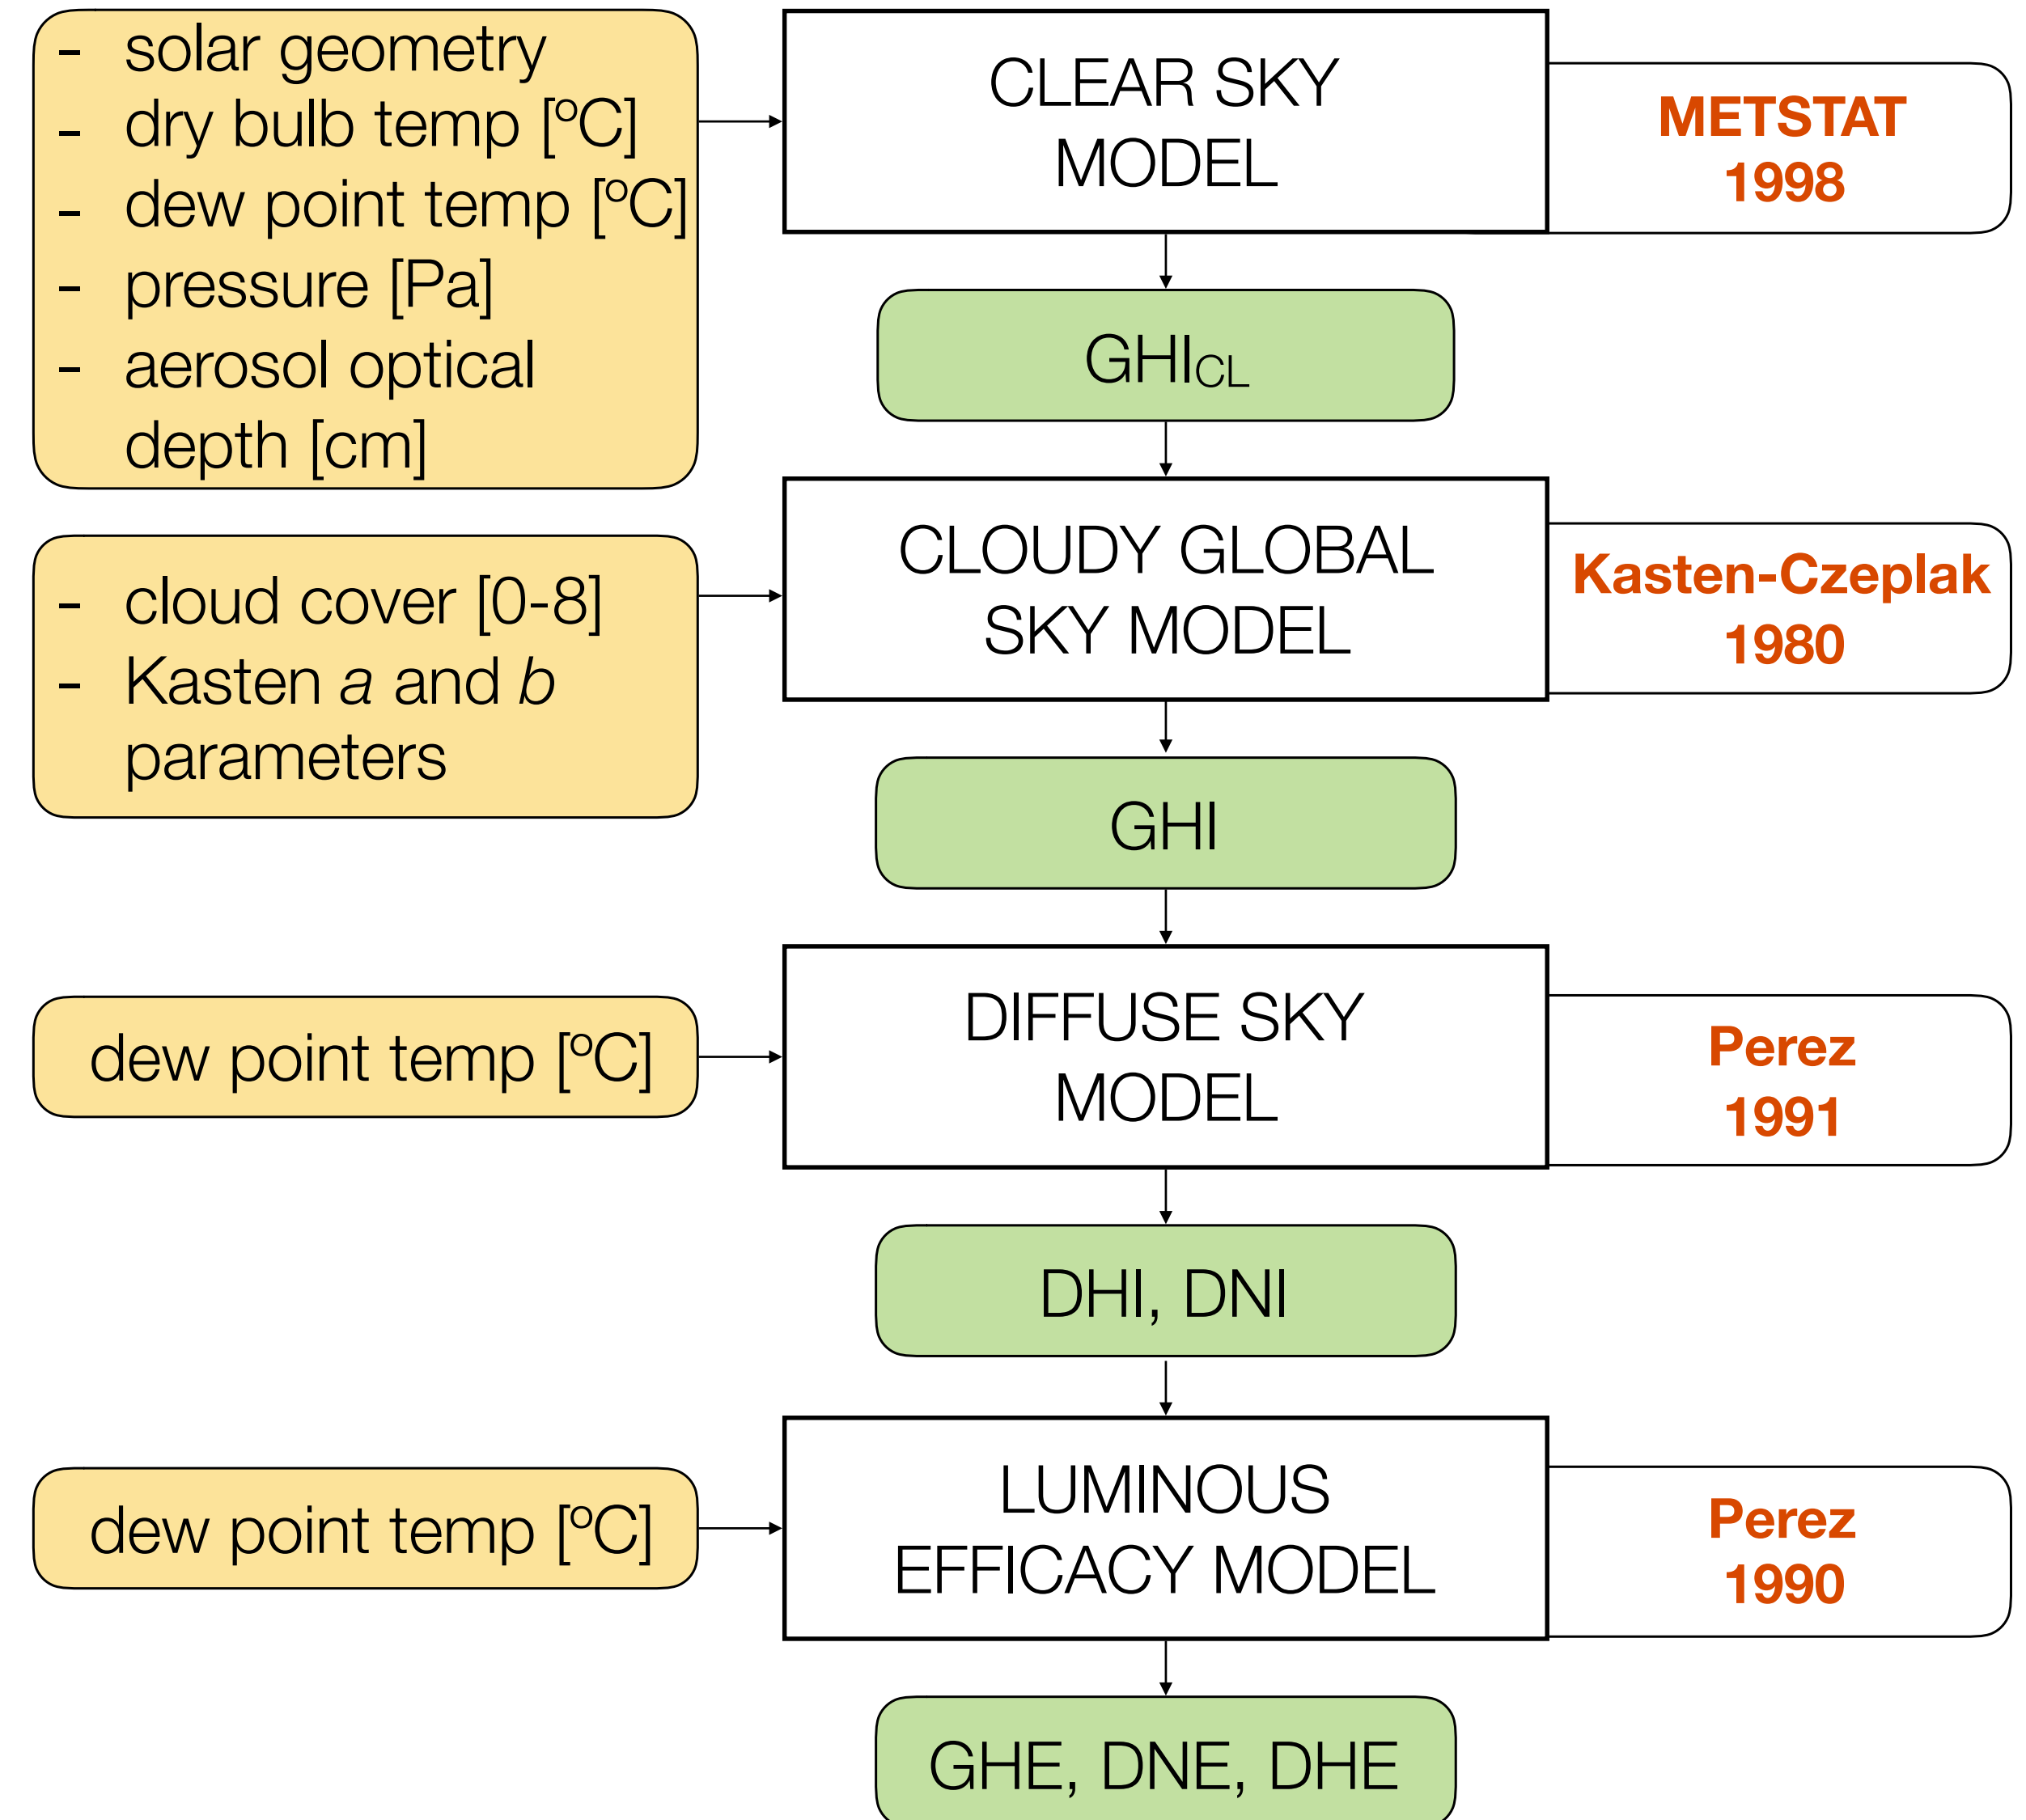 - solar geometry
- dry bulb temp [ºC]
- dew point temp [ºC]
- pressure [Pa]
- aerosol optical
depth [cm]
CLEAR SKY
MODEL
METSTAT
1998
GHICL
- cloud cover [0-8]
- Kasten a and b
parameters
CLOUDY GLOBAL
SKY MODEL
Kasten-Czeplak
1980
GHI
dew point temp [ºC]
DIFFUSE SKY
MODEL
Perez
1991
DHI, DNI
dew point temp [ºC]
LUMINOUS
EFFICACY MODEL
Perez
1990
GHE, DNE, DHE